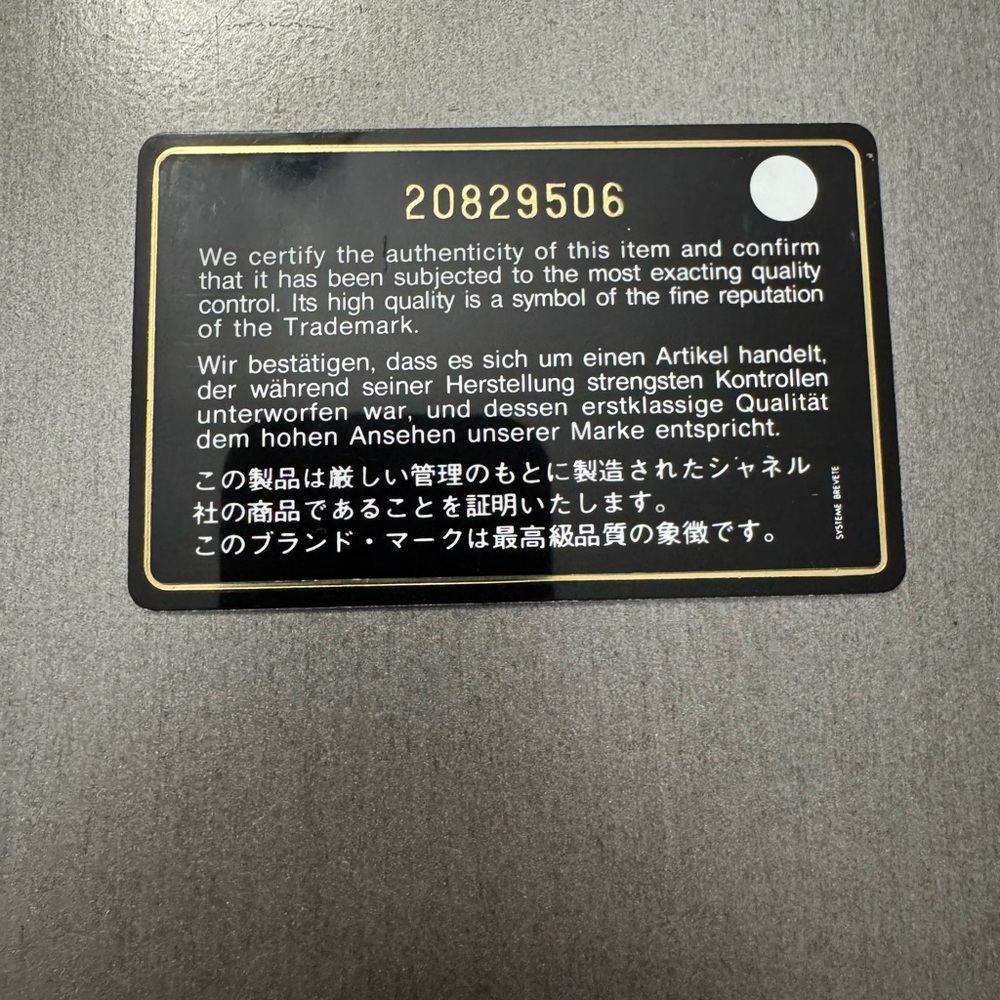 20829506
We certify the authenticity of this item and confirm
that it has been subjected to the most exacting quality
control. Its high quality is a symbol of the fine reputation
of the Trademark.
Wir bestätigen, dass es sich um einen Artikel handelt,
der während seiner Herstellung strengsten Kontrollen
unterworfen war, und dessen erstklassige Qualität
dem hohen Ansehen unserer Marke entspricht.
この製品は厳しい管理のもとに製造されたシャネル
社の商品であることを証明いたします。
このブランド・マークは最高級品質の象徴です。
SYSTEME BREVETE